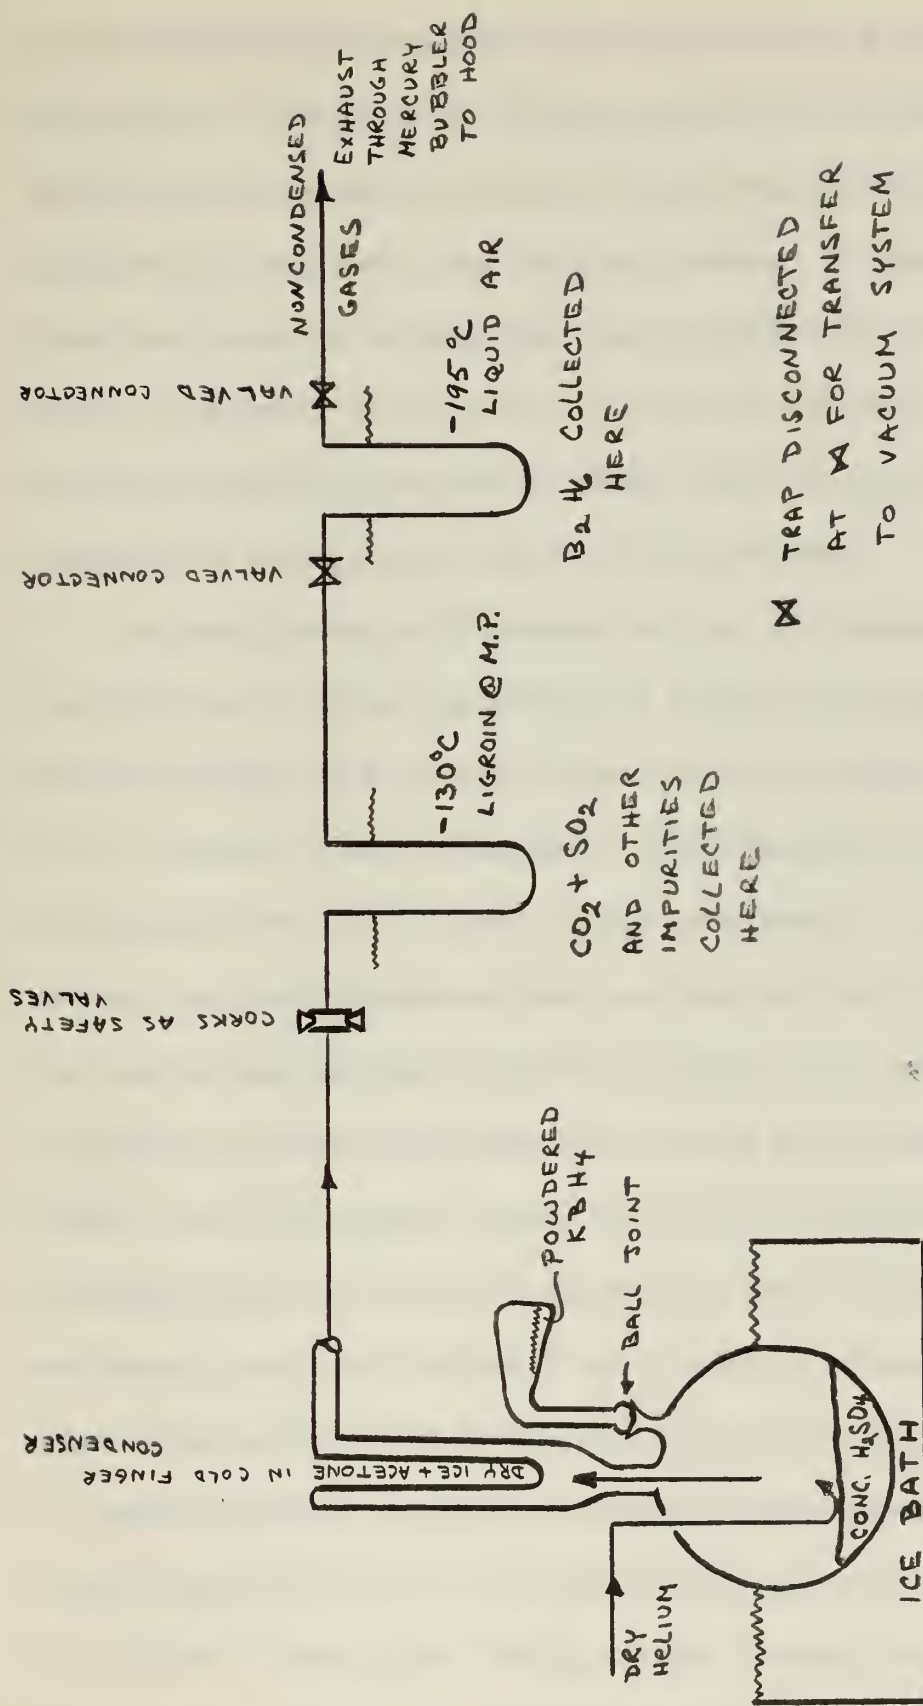 VALVED CONNECTOR
NONCONDENSED
GASES
EXHAUST
THROUGH
MERCURY
BUBBLER
TO HOOD
-195°C
LIQUID AIR
B2H6 COLLECTED
HERE
VALVED CONNECTOR
TRAP DISCONNECTED
AT FOR TRANSFER
TO VACUUM SYSTEM
-130°C
LIGROIN @ M.P.
CO2 + SO2
AND OTHER
IMPURITIES
COLLECTED
HERE
CORKS AS SAFETY
VALVES
DRY ICE + ACETONE IN COLD FINGER
CONDENSER
POWDERED
KBH4
BALL JOINT
DRY
HELIUM
CONC. H2SO4
ICE BATH